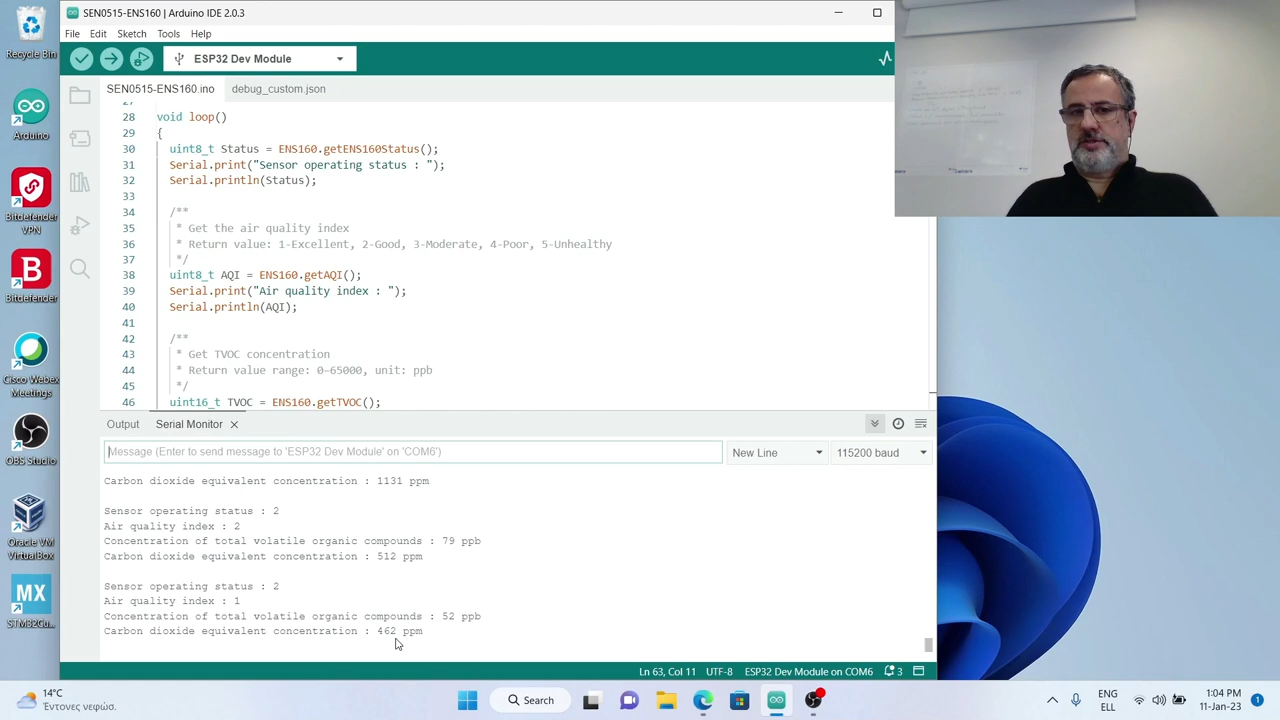 SEN0515-ENS160 | Arduino IDE 2.0.3
File Edit Sketch Tools Help
ESP32 Dev Module
SEN0515-ENS160.ino debug_custom.json
27
28 void loop()
29 {
30 uint8_t Status = ENS160.getENS160Status();
31 Serial.print("Sensor operating status : ");
32 Serial.println(Status);
33
34 /**
35 * Get the air quality index
36 * Return value: 1-Excellent, 2-Good, 3-Moderate, 4-Poor, 5-Unhealthy
37 */
38 uint8_t AQI = ENS160.getAQI();
39 Serial.print("Air quality index : ");
40 Serial.println(AQI);
41
42 /**
43 * Get TVOC concentration
44 * Return value range: 0–65000, unit: ppb
45 */
46 uint16_t TVOC = ENS160.getTVOC();
Output Serial Monitor
Message (Enter to send message to 'ESP32 Dev Module' on 'COM6')
New Line
115200 baud
Carbon dioxide equivalent concentration : 1131 ppm
Sensor operating status : 2
Air quality index : 2
Concentration of total volatile organic compounds : 79 ppb
Carbon dioxide equivalent concentration : 512 ppm
Sensor operating status : 2
Air quality index : 1
Concentration of total volatile organic compounds : 52 ppb
Carbon dioxide equivalent concentration : 462 ppm
Ln 63, Col 11 UTF-8 ESP32 Dev Module on COM6 3
Recycle Bin
Arduino
Bitdefender
VPN
Bitdefender
Cisco Webex
Meetings
OBS Studio
Oracle VM
VirtualBox
MX
STM32Cu...
14°C
Έντονες νεφώσε.
Search
ENG
ELL
1:04 PM
11-Jan-23
1